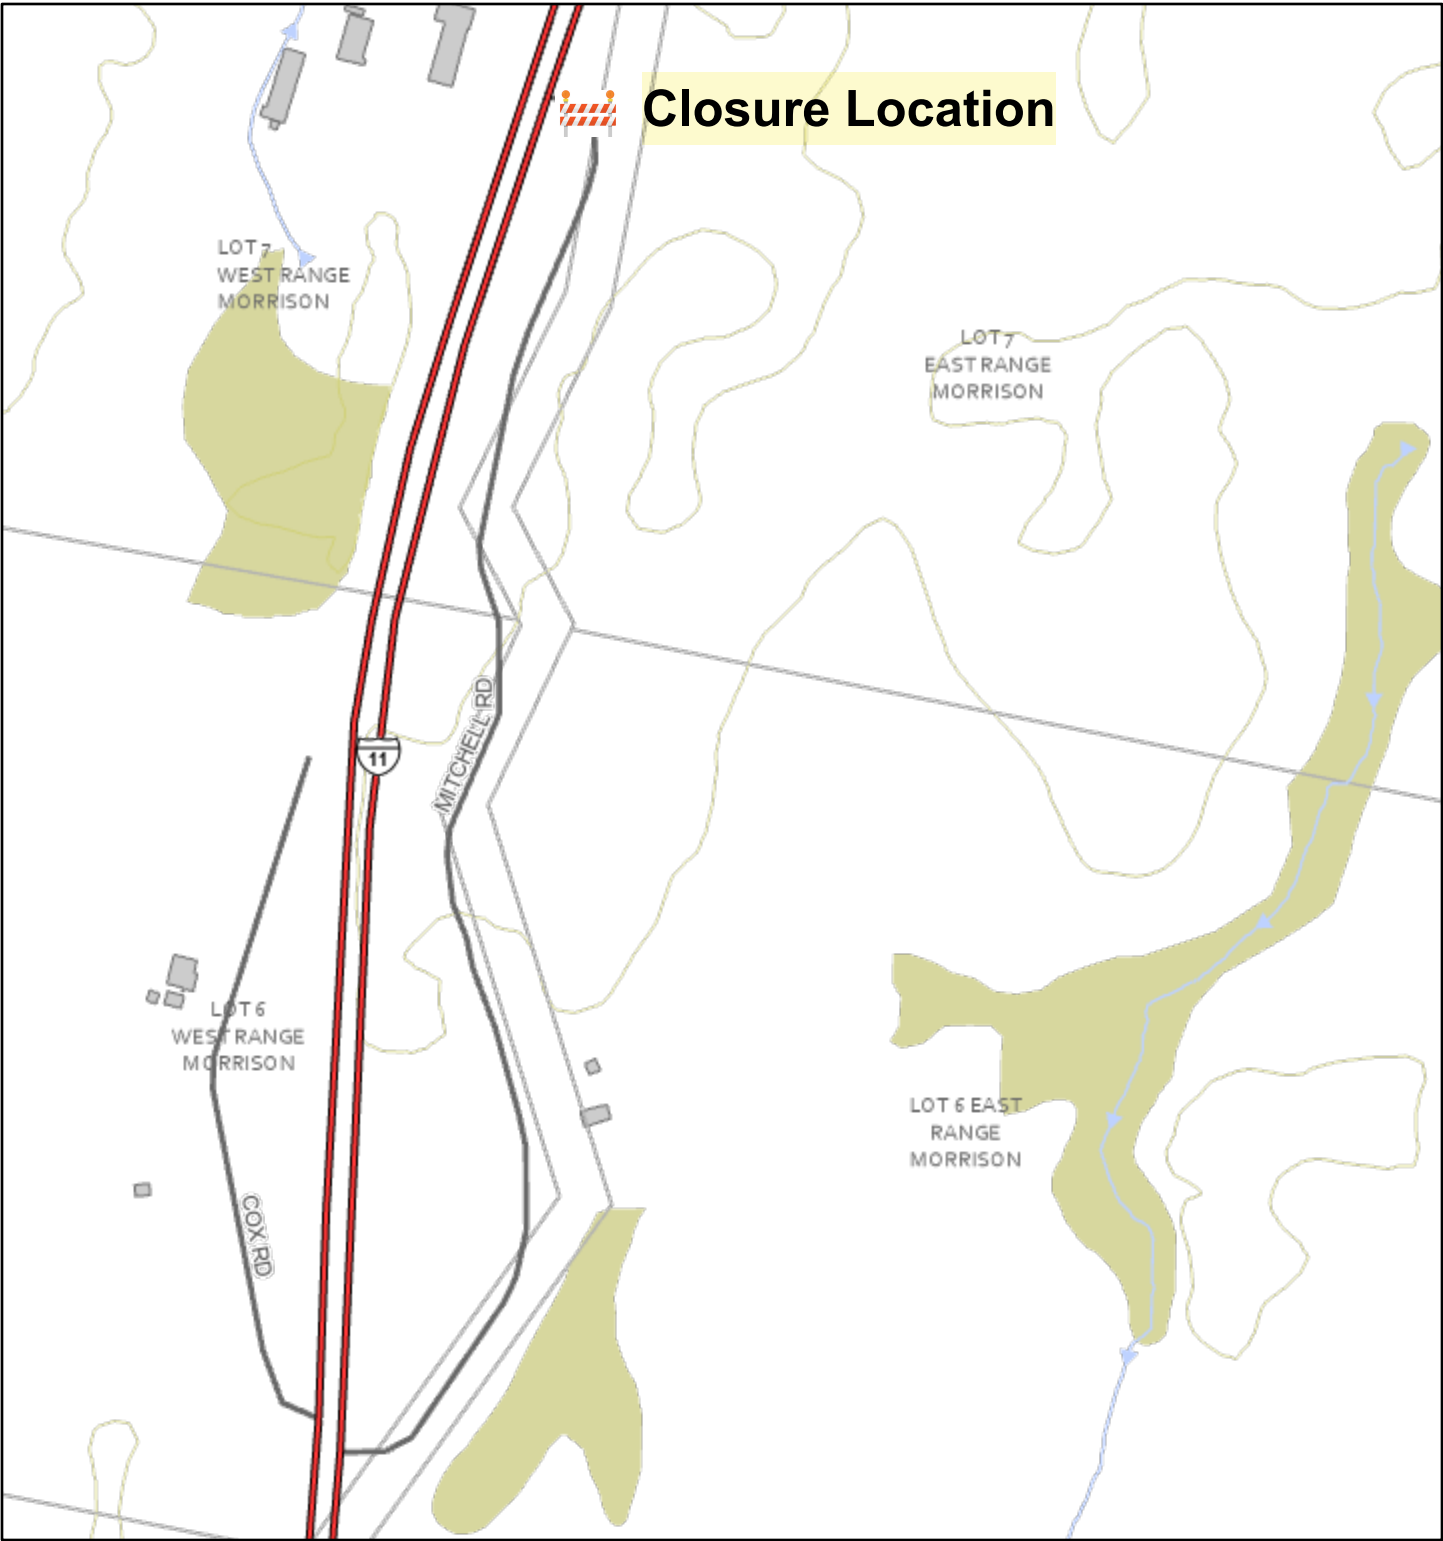 Closure Location
LOT 7
WEST RANGE
MORRISON
LOT 7
EAST RANGE
MORRISON
MITCHELL RD
11
LOT 6
WEST RANGE
MORRISON
LOT 6 EAST
RANGE
MORRISON
COX RD